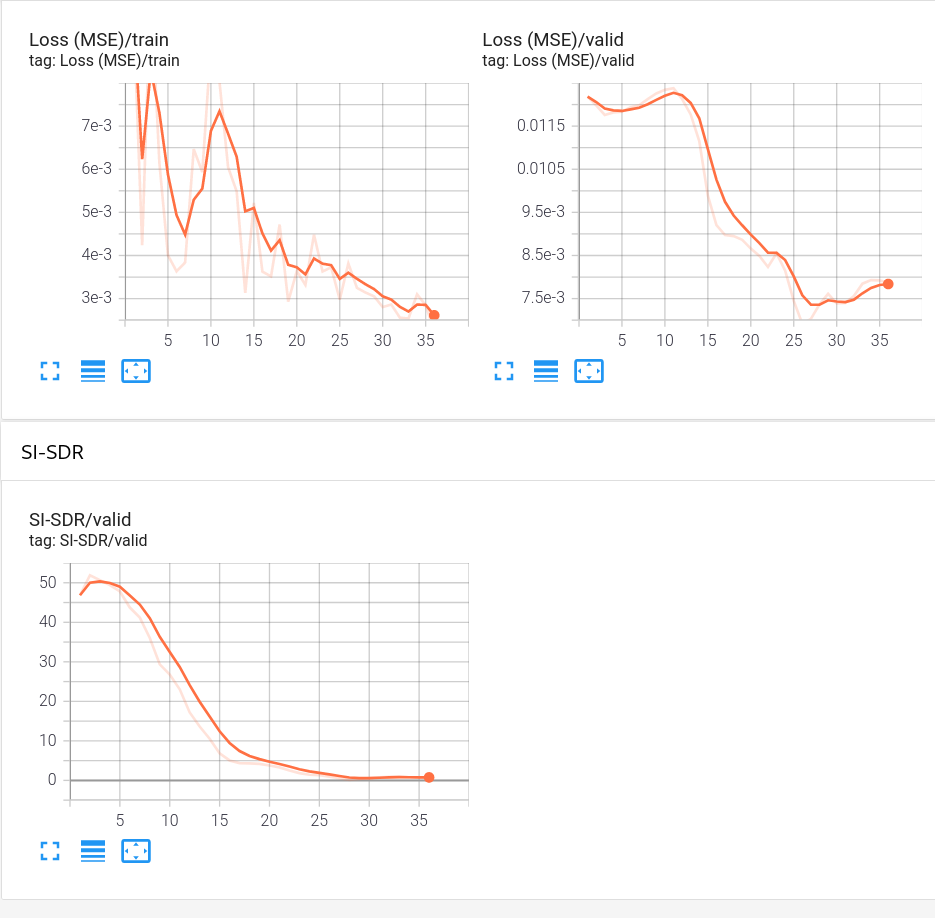 Loss (MSE)/train
tag: Loss (MSE)/train
7e-3
6e-3
5e-3
4e-3
3e-3
5 10 15 20 25 30 35
Loss (MSE)/valid
tag: Loss (MSE)/valid
0.0115
0.0105
9.5e-3
8.5e-3
7.5e-3
5 10 15 20 25 30 35
SI-SDR
SI-SDR/valid
tag: SI-SDR/valid
50
40
30
20
10
0
5 10 15 20 25 30 35